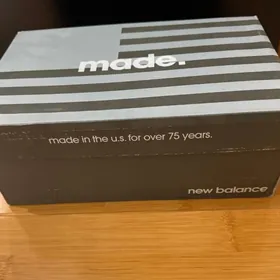 made.
made in the u.s. for over 75 years.
new balance